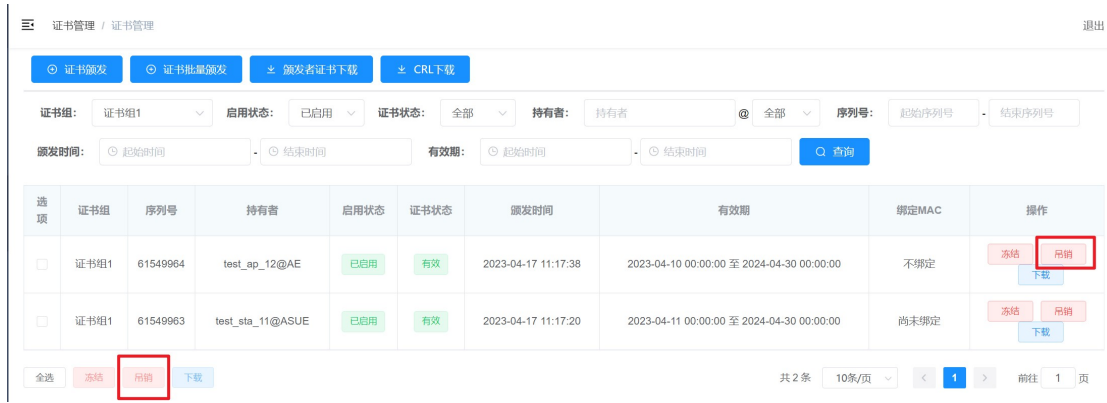 证书管理 / 证书管理 退出
证书颁发 证书批量颁发 颁发者证书下载 CRL下载
证书组： 证书组1 启用状态： 已启用 证书状态： 全部 持有者： 持有者 @ 全部 序列号： 起始序列号 - 结束序列号
颁发时间： 起始时间 - 结束时间 有效期： 起始时间 - 结束时间 查询
选项 证书组 序列号 持有者 启用状态 证书状态 颁发时间 有效期 绑定MAC 操作
证书组1 61549964 test_ap_12@AE 已启用 有效 2023-04-17 11:17:38 2023-04-10 00:00:00 至 2024-04-30 00:00:00 不绑定 冻结 吊销
下载
证书组1 61549963 test_sta_11@ASUE 已启用 有效 2023-04-17 11:17:20 2023-04-11 00:00:00 至 2024-04-30 00:00:00 尚未绑定 冻结 吊销
下载
全选 冻结 吊销 下载 共 2 条 10条/页 < 1 > 前往 1 页